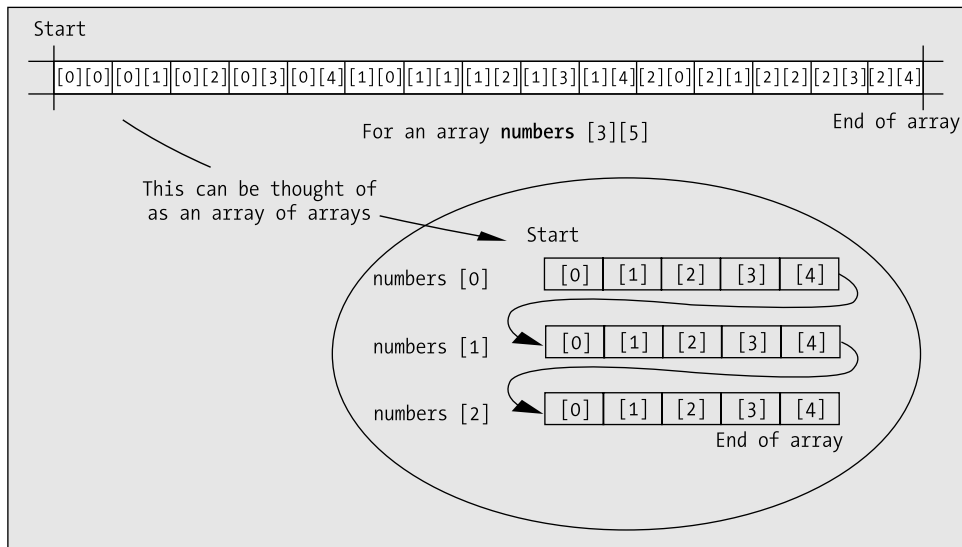 Start
[0][0] [0][1] [0][2] [0][3] [0][4] [1][0] [1][1] [1][2] [1][3] [1][4] [2][0] [2][1] [2][2] [2][3] [2][4]
End of array
For an array numbers [3][5]
This can be thought of
as an array of arrays
Start
numbers [0] [0] [1] [2] [3] [4]
numbers [1] [0] [1] [2] [3] [4]
numbers [2] [0] [1] [2] [3] [4]
End of array